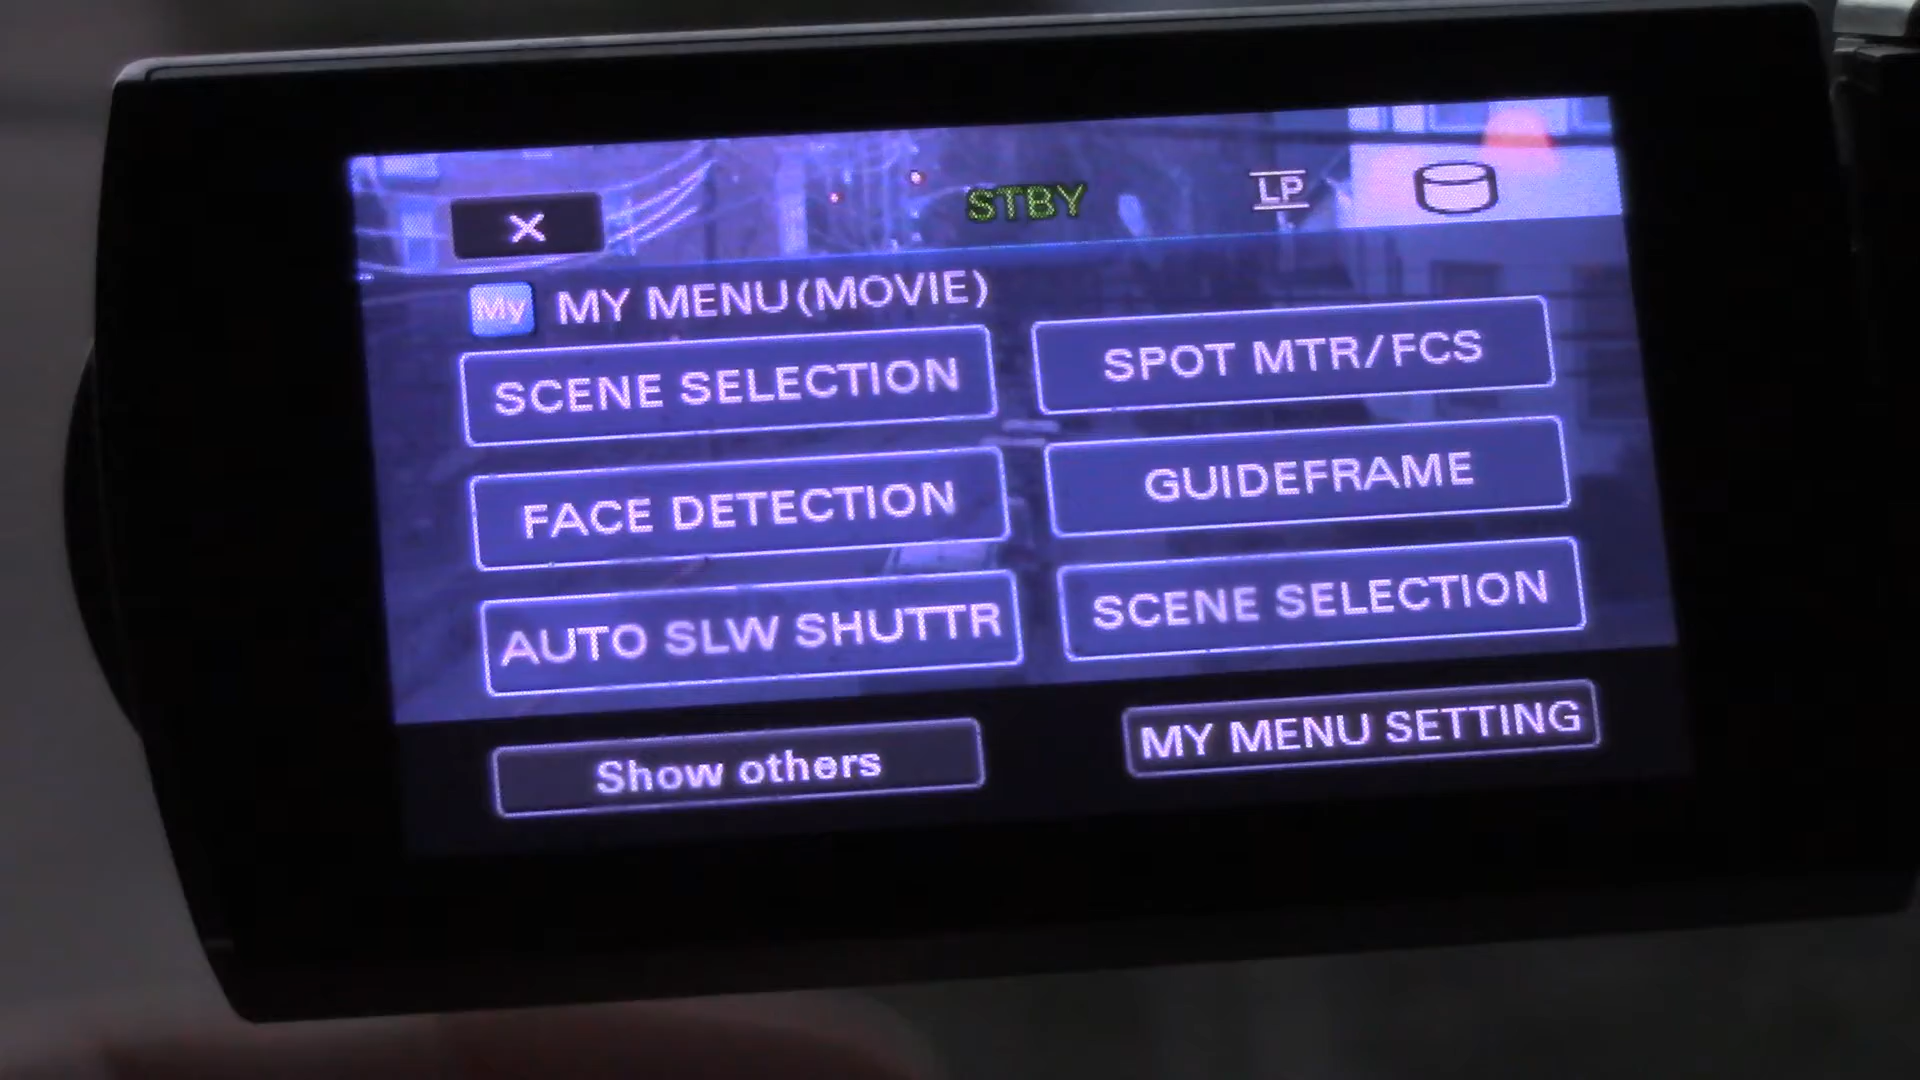 X STBY LP
My MY MENU(MOVIE)
SCENE SELECTION SPOT MTR/FCS
FACE DETECTION GUIDEFRAME
AUTO SLW SHUTTR SCENE SELECTION
Show others MY MENU SETTING